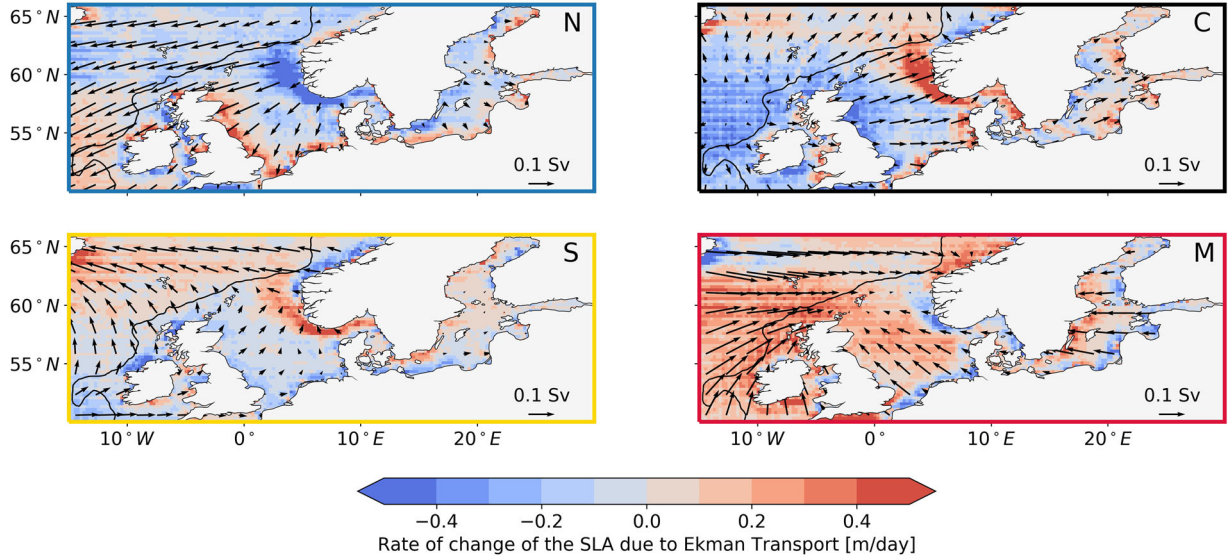 65°N
60°N
55°N
N
0.1 Sv
C
0.1 Sv
65°N
60°N
55°N
S
0.1 Sv
M
0.1 Sv
10°W 0° 10°E 20°E
10°W 0° 10°E 20°E
−0.4 −0.2 0.0 0.2 0.4
Rate of change of the SLA due to Ekman Transport [m/day]